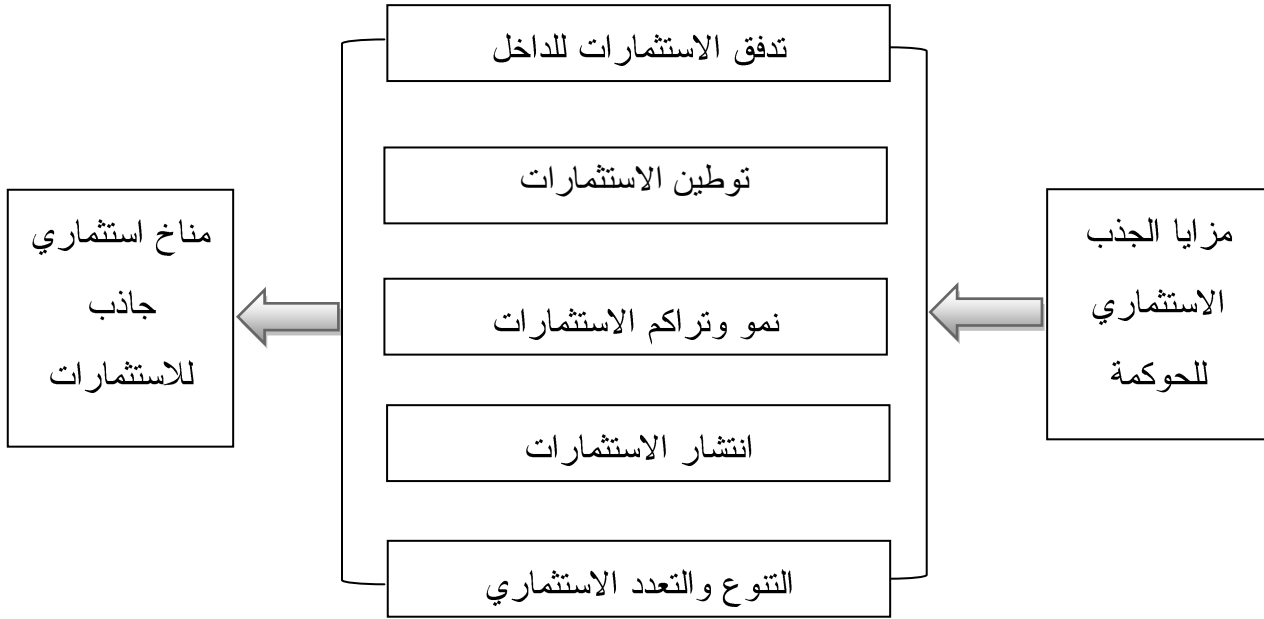 مزايا الجذب
الاستثماري
للحوكمة
تدفق الاستثمارات للداخل
توطين الاستثمارات
نمو وتراكم الاستثمارات
انتشار الاستثمارات
التنوع والتعدد الاستثماري
مناخ استثماري
جاذب
للاستثمارات